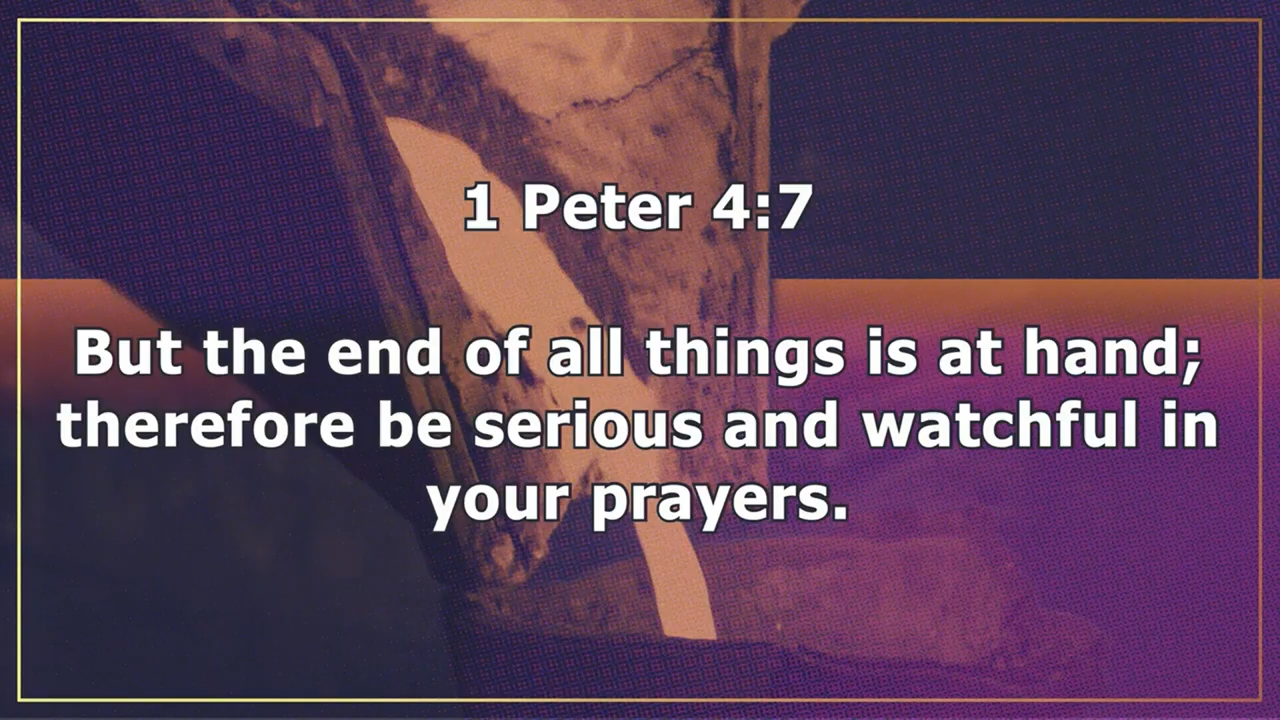 1 Peter 4:7
But the end of all things is at hand;
therefore be serious and watchful in
your prayers.